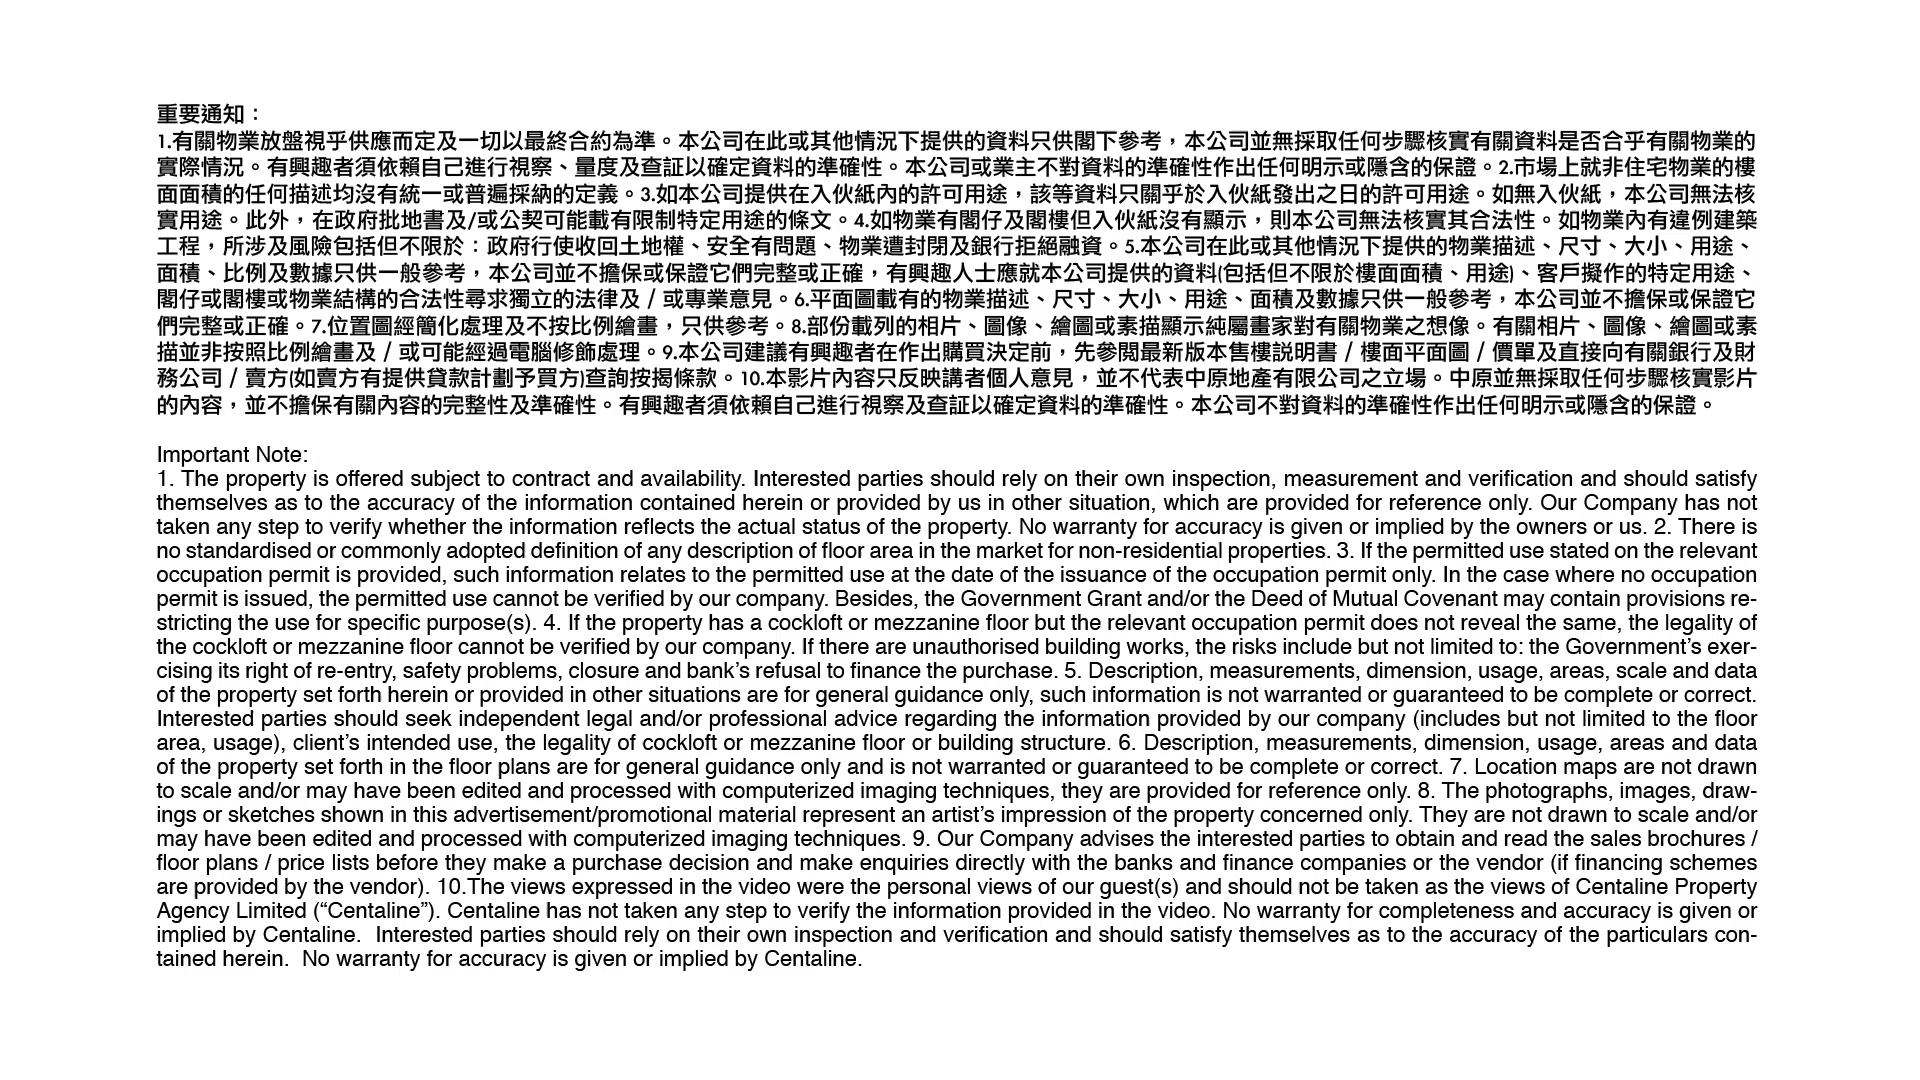 重要通知：
1.有關物業放盤視乎供應而定及一切以最終合約為準。本公司在此或其他情況下提供的資料只供閣下參考，本公司並無採取任何步驟核實有關資料是否合乎有關物業的
實際情況。有興趣者須依賴自己進行視察、量度及查証以確定資料的準確性。本公司或業主不對資料的準確性作出任何明示或隱含的保證。2.市場上就非住宅物業的樓
面面積的任何描述均沒有統一或普遍採納的定義。3.如本公司提供在入伙紙內的許可用途，該等資料只關乎於入伙紙發出之日的許可用途。如無入伙紙，本公司無法核
實用途。此外，在政府批地書及/或公契可能載有限制特定用途的條文。4.如物業有閣仔及閣樓但入伙紙沒有顯示，則本公司無法核實其合法性。如物業內有違例建築
工程，所涉及風險包括但不限於：政府行使收回土地權、安全有問題、物業遭封閉及銀行拒絕融資。5.本公司在此或其他情況下提供的物業描述、尺寸、大小、用途、
面積、比例及數據只供一般參考，本公司並不擔保或保證它們完整或正確，有興趣人士應就本公司提供的資料(包括但不限於樓面面積、用途)、客戶擬作的特定用途、
閣仔或閣樓或物業結構的合法性尋求獨立的法律及 / 或專業意見。6.平面圖載有的物業描述、尺寸、大小、用途、面積及數據只供一般參考，本公司並不擔保或保證它
們完整或正確。7.位置圖經簡化處理及不按比例繪畫，只供參考。8.部份載列的相片、圖像、繪圖或素描顯示純屬畫家對有關物業之想像。有關相片、圖像、繪圖或素
描並非按照比例繪畫及 / 或可能經過電腦修飾處理。9.本公司建議有興趣者在作出購買決定前，先參閱最新版本售樓説明書 / 樓面平面圖 / 價單及直接向有關銀行及財
務公司 / 賣方(如賣方有提供貸款計劃予買方)查詢按揭條款。10.本影片內容只反映講者個人意見，並不代表中原地產有限公司之立場。中原並無採取任何步驟核實影片
的內容，並不擔保有關內容的完整性及準確性。有興趣者須依賴自己進行視察及查証以確定資料的準確性。本公司不對資料的準確性作出任何明示或隱含的保證。
Important Note:
1. The property is offered subject to contract and availability. Interested parties should rely on their own inspection, measurement and verification and should satisfy
themselves as to the accuracy of the information contained herein or provided by us in other situation, which are provided for reference only. Our Company has not
taken any step to verify whether the information reflects the actual status of the property. No warranty for accuracy is given or implied by the owners or us. 2. There is
no standardised or commonly adopted definition of any description of floor area in the market for non-residential properties. 3. If the permitted use stated on the relevant
occupation permit is provided, such information relates to the permitted use at the date of the issuance of the occupation permit only. In the case where no occupation
permit is issued, the permitted use cannot be verified by our company. Besides, the Government Grant and/or the Deed of Mutual Covenant may contain provisions re-
stricting the use for specific purpose(s). 4. If the property has a cockloft or mezzanine floor but the relevant occupation permit does not reveal the same, the legality of
the cockloft or mezzanine floor cannot be verified by our company. If there are unauthorised building works, the risks include but not limited to: the Government’s exer-
cising its right of re-entry, safety problems, closure and bank’s refusal to finance the purchase. 5. Description, measurements, dimension, usage, areas, scale and data
of the property set forth herein or provided in other situations are for general guidance only, such information is not warranted or guaranteed to be complete or correct.
Interested parties should seek independent legal and/or professional advice regarding the information provided by our company (includes but not limited to the floor
area, usage), client’s intended use, the legality of cockloft or mezzanine floor or building structure. 6. Description, measurements, dimension, usage, areas and data
of the property set forth in the floor plans are for general guidance only and is not warranted or guaranteed to be complete or correct. 7. Location maps are not drawn
to scale and/or may have been edited and processed with computerized imaging techniques, they are provided for reference only. 8. The photographs, images, draw-
ings or sketches shown in this advertisement/promotional material represent an artist’s impression of the property concerned only. They are not drawn to scale and/or
may have been edited and processed with computerized imaging techniques. 9. Our Company advises the interested parties to obtain and read the sales brochures /
floor plans / price lists before they make a purchase decision and make enquiries directly with the banks and finance companies or the vendor (if financing schemes
are provided by the vendor). 10.The views expressed in the video were the personal views of our guest(s) and should not be taken as the views of Centaline Property
Agency Limited (“Centaline”). Centaline has not taken any step to verify the information provided in the video. No warranty for completeness and accuracy is given or
implied by Centaline.  Interested parties should rely on their own inspection and verification and should satisfy themselves as to the accuracy of the particulars con-
tained herein.  No warranty for accuracy is given or implied by Centaline.